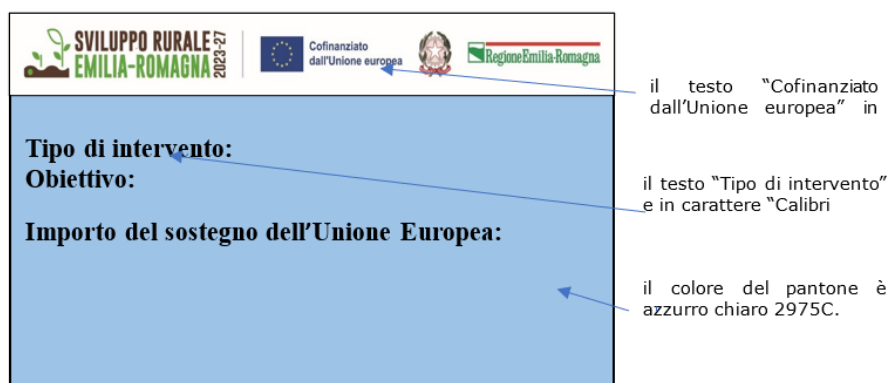 SVILUPPO RURALE
EMILIA-ROMAGNA
2023-27
Cofinanziato
dall'Unione europea
RegioneEmilia-Romagna
Tipo di intervento:
Obiettivo:
Importo del sostegno dell'Unione Europea:
il testo "Cofinanziato
dall'Unione europea" in
il testo "Tipo di intervento"
e in carattere "Calibri
il colore del pantone è
azzurro chiaro 2975C.